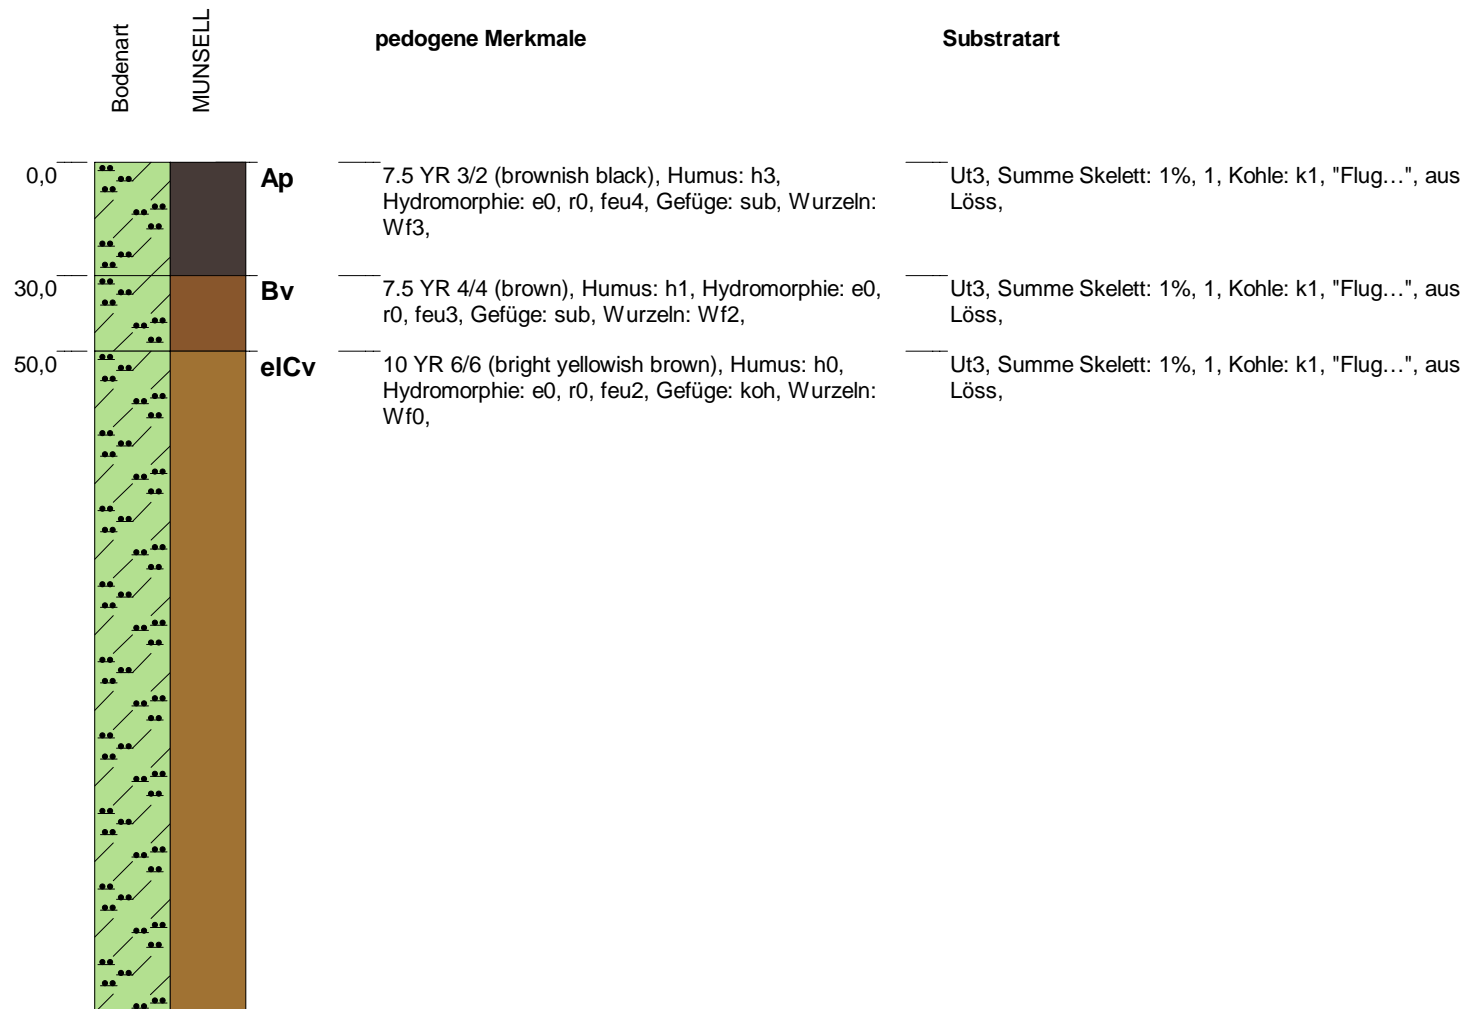 Bodenart
MUNSELL
pedogene Merkmale
Substratart
0,0
Ap
7.5 YR 3/2 (brownish black), Humus: h3,
Hydromorphie: e0, r0, feu4, Gefüge: sub, Wurzeln:
Wf3,
Ut3, Summe Skelett: 1%, 1, Kohle: k1, "Flug…", aus
Löss,
30,0
Bv
7.5 YR 4/4 (brown), Humus: h1, Hydromorphie: e0,
r0, feu3, Gefüge: sub, Wurzeln: Wf2,
Ut3, Summe Skelett: 1%, 1, Kohle: k1, "Flug…", aus
Löss,
50,0
elCv
10 YR 6/6 (bright yellowish brown), Humus: h0,
Hydromorphie: e0, r0, feu2, Gefüge: koh, Wurzeln:
Wf0,
Ut3, Summe Skelett: 1%, 1, Kohle: k1, "Flug…", aus
Löss,